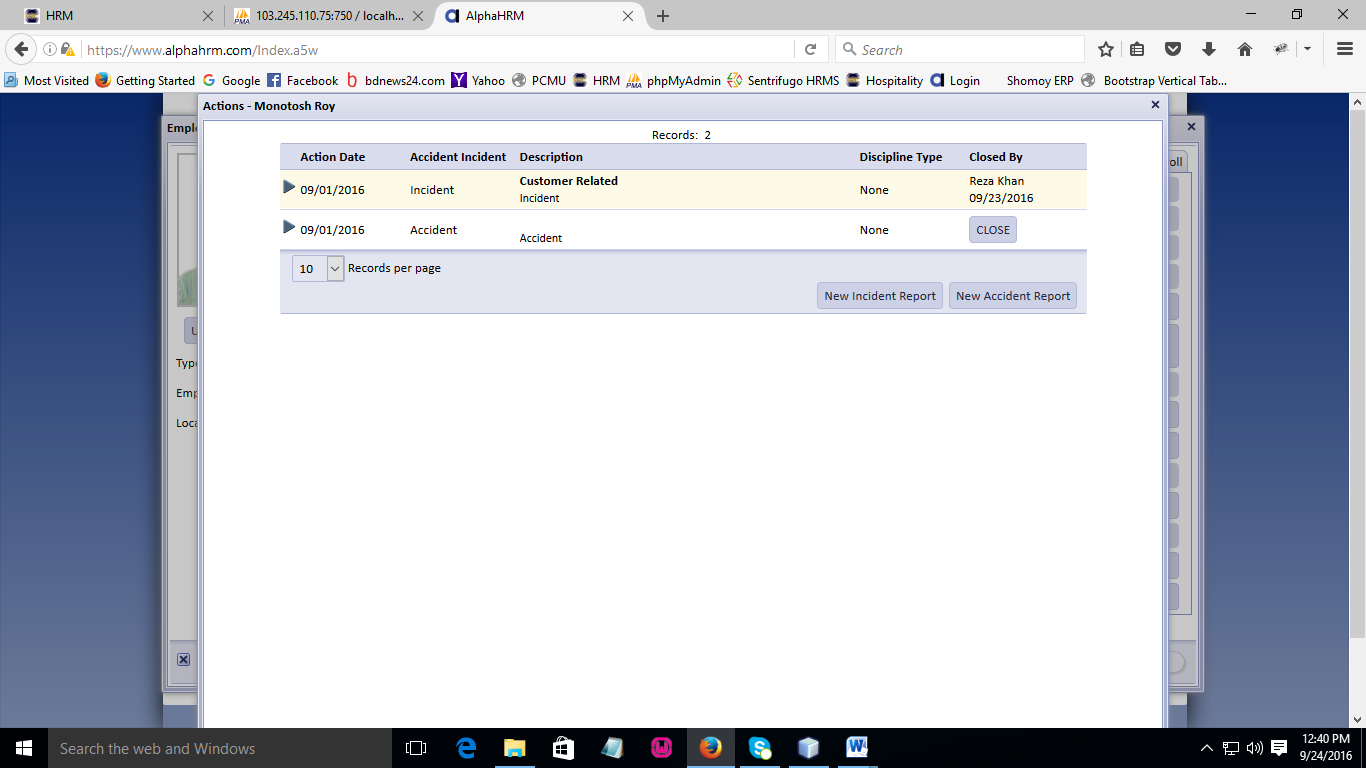 HRM
103.245.110.75:750 / localh...
AlphaHRM
https://www.alphahrm.com/Index.a5w
Search
Most Visited Getting Started Google Facebook bdnews24.com Yahoo PCMU HRM phpMyAdmin Sentrifugo HRMS Hospitality Login Shomoy ERP Bootstrap Vertical Tab...
Actions - Monotosh Roy
Records: 2
Action Date Accident Incident Description Discipline Type Closed By
09/01/2016 Incident Customer Related None Reza Khan
Incident 09/23/2016
09/01/2016 Accident Accident None CLOSE
10 Records per page
New Incident Report New Accident Report
Search the web and Windows
12:40 PM
9/24/2016